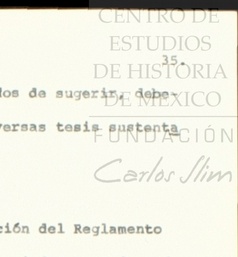 CENTRO DE
ESTUDIOS
35.
DE HISTORIA
dos de sugerir, debe-
DE MÉXICO
versas tesis sustenta
FUNDACIÓN
Carlos Slim
ción del Reglamento